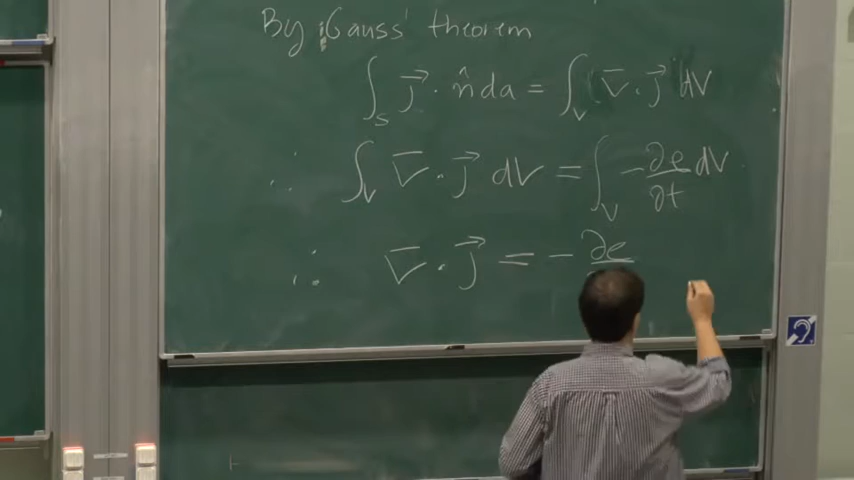 By Gauss' theorem
∫_S J⃗ · n̂ da = ∫_V ∇ · J⃗ dV
∴ ∫_V ∇ · J⃗ dV = ∫_V -∂ρ/∂t dV
∴ ∇ · J⃗ = - ∂ρ